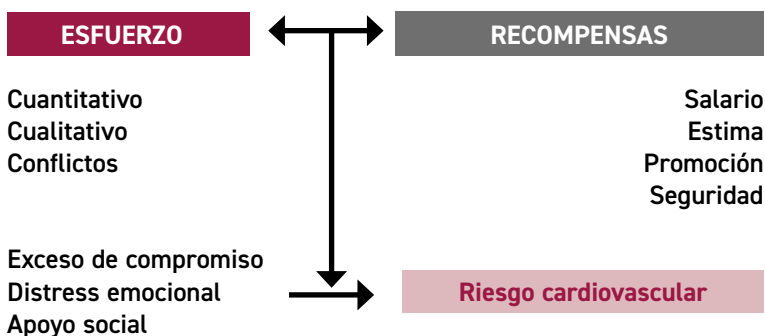 ESFUERZO
RECOMPENSAS
Cuantitativo
Cualitativo
Conflictos
Salario
Estima
Promoción
Seguridad
Exceso de compromiso
Distress emocional
Apoyo social
Riesgo cardiovascular